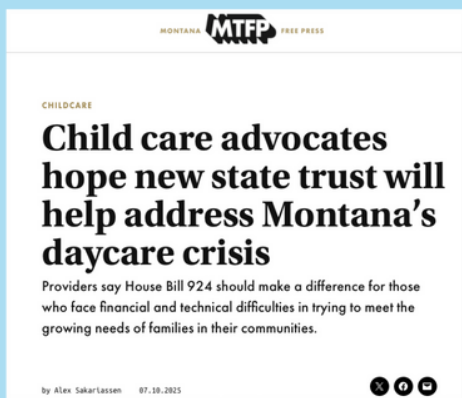 MONTANA MTFP FREE PRESS
CHILDCARE
Child care advocates
hope new state trust will
help address Montana's
daycare crisis
Providers say House Bill 924 should make a difference for those
who face financial and technical difficulties in trying to meet the
growing needs of families in their communities.
by Alex Sakariassen 07.10.2025